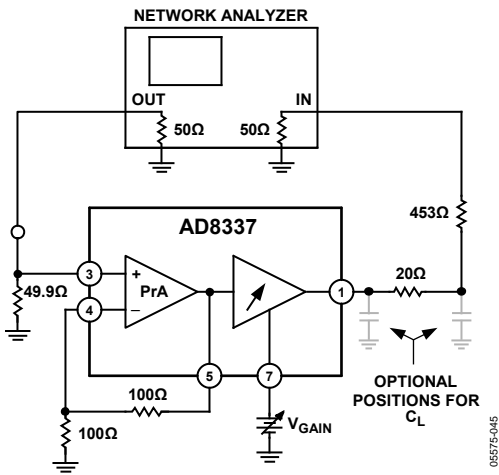 NETWORK ANALYZER
OUT
IN
50Ω
50Ω
453Ω
AD8337
PrA
3
+
4
–
49.9Ω
1
20Ω
5
7
100Ω
100Ω
VGAIN
OPTIONAL
POSITIONS FOR
CL
05575-045